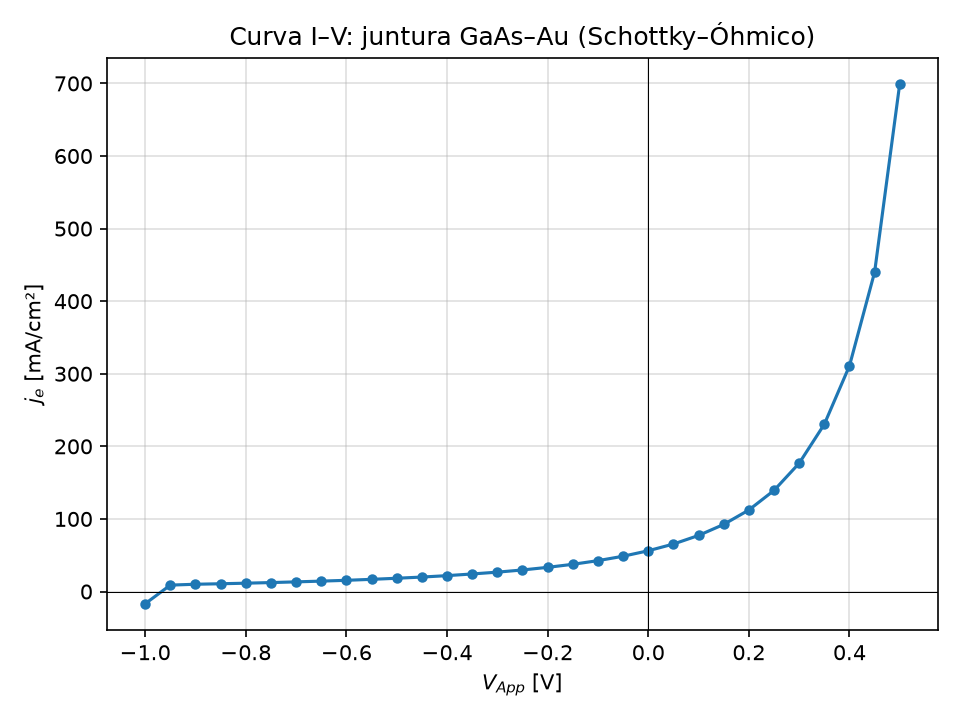 Curva I–V: juntura GaAs–Au (Schottky–Óhmico)
700
600
500
400
300
200
100
0
−1.0 −0.8 −0.6 −0.4 −0.2 0.0 0.2 0.4
j_e [mA/cm²]
V_App [V]